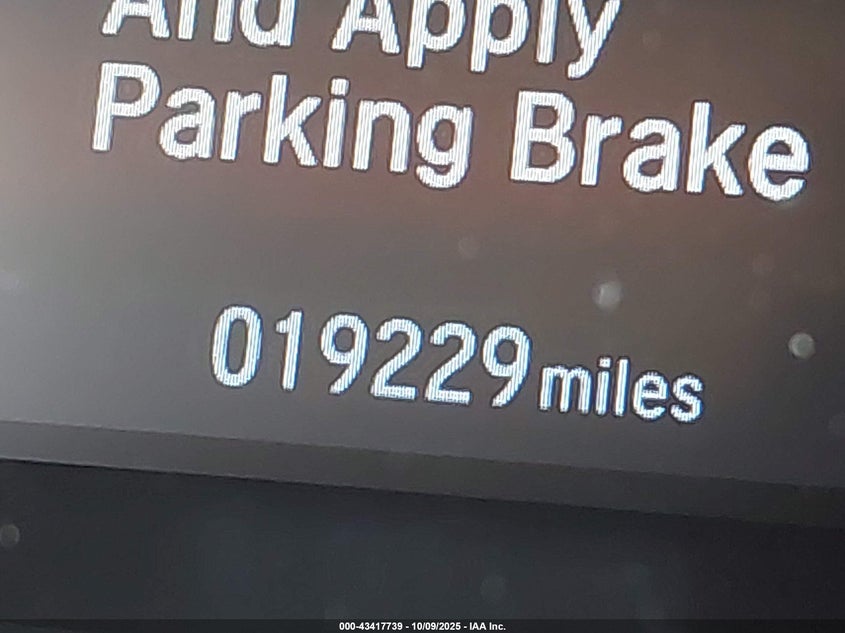 And Apply
Parking Brake
019229 miles
000-43417739 - 10/09/2025 - IAA Inc.